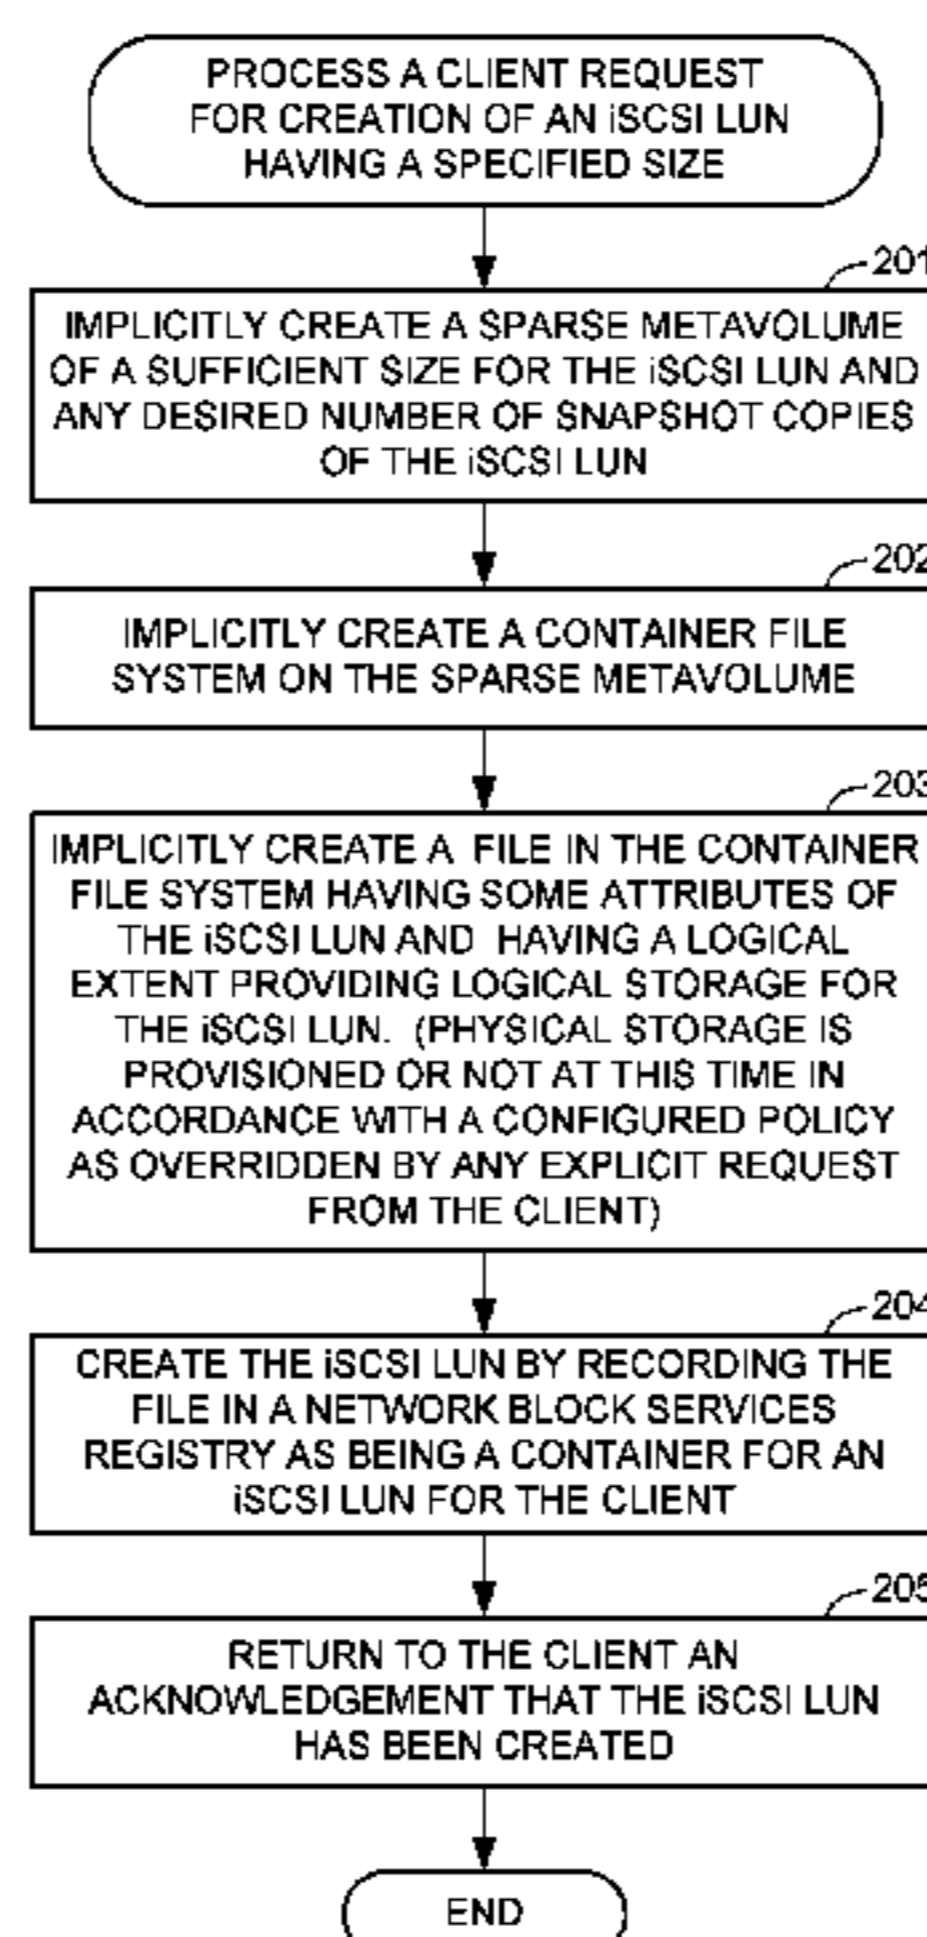 PROCESS A CLIENT REQUEST
FOR CREATION OF AN iSCSI LUN
HAVING A SPECIFIED SIZE
201
IMPLICITLY CREATE A SPARSE METAVOLUME
OF A SUFFICIENT SIZE FOR THE iSCSI LUN AND
ANY DESIRED NUMBER OF SNAPSHOT COPIES
OF THE iSCSI LUN
202
IMPLICITLY CREATE A CONTAINER FILE
SYSTEM ON THE SPARSE METAVOLUME
203
IMPLICITLY CREATE A FILE IN THE CONTAINER
FILE SYSTEM HAVING SOME ATTRIBUTES OF
THE iSCSI LUN AND HAVING A LOGICAL
EXTENT PROVIDING LOGICAL STORAGE FOR
THE iSCSI LUN. (PHYSICAL STORAGE IS
PROVISIONED OR NOT AT THIS TIME IN
ACCORDANCE WITH A CONFIGURED POLICY
AS OVERRIDDEN BY ANY EXPLICIT REQUEST
FROM THE CLIENT)
204
CREATE THE iSCSI LUN BY RECORDING THE
FILE IN A NETWORK BLOCK SERVICES
REGISTRY AS BEING A CONTAINER FOR AN
iSCSI LUN FOR THE CLIENT
205
RETURN TO THE CLIENT AN
ACKNOWLEDGEMENT THAT THE iSCSI LUN
HAS BEEN CREATED
END